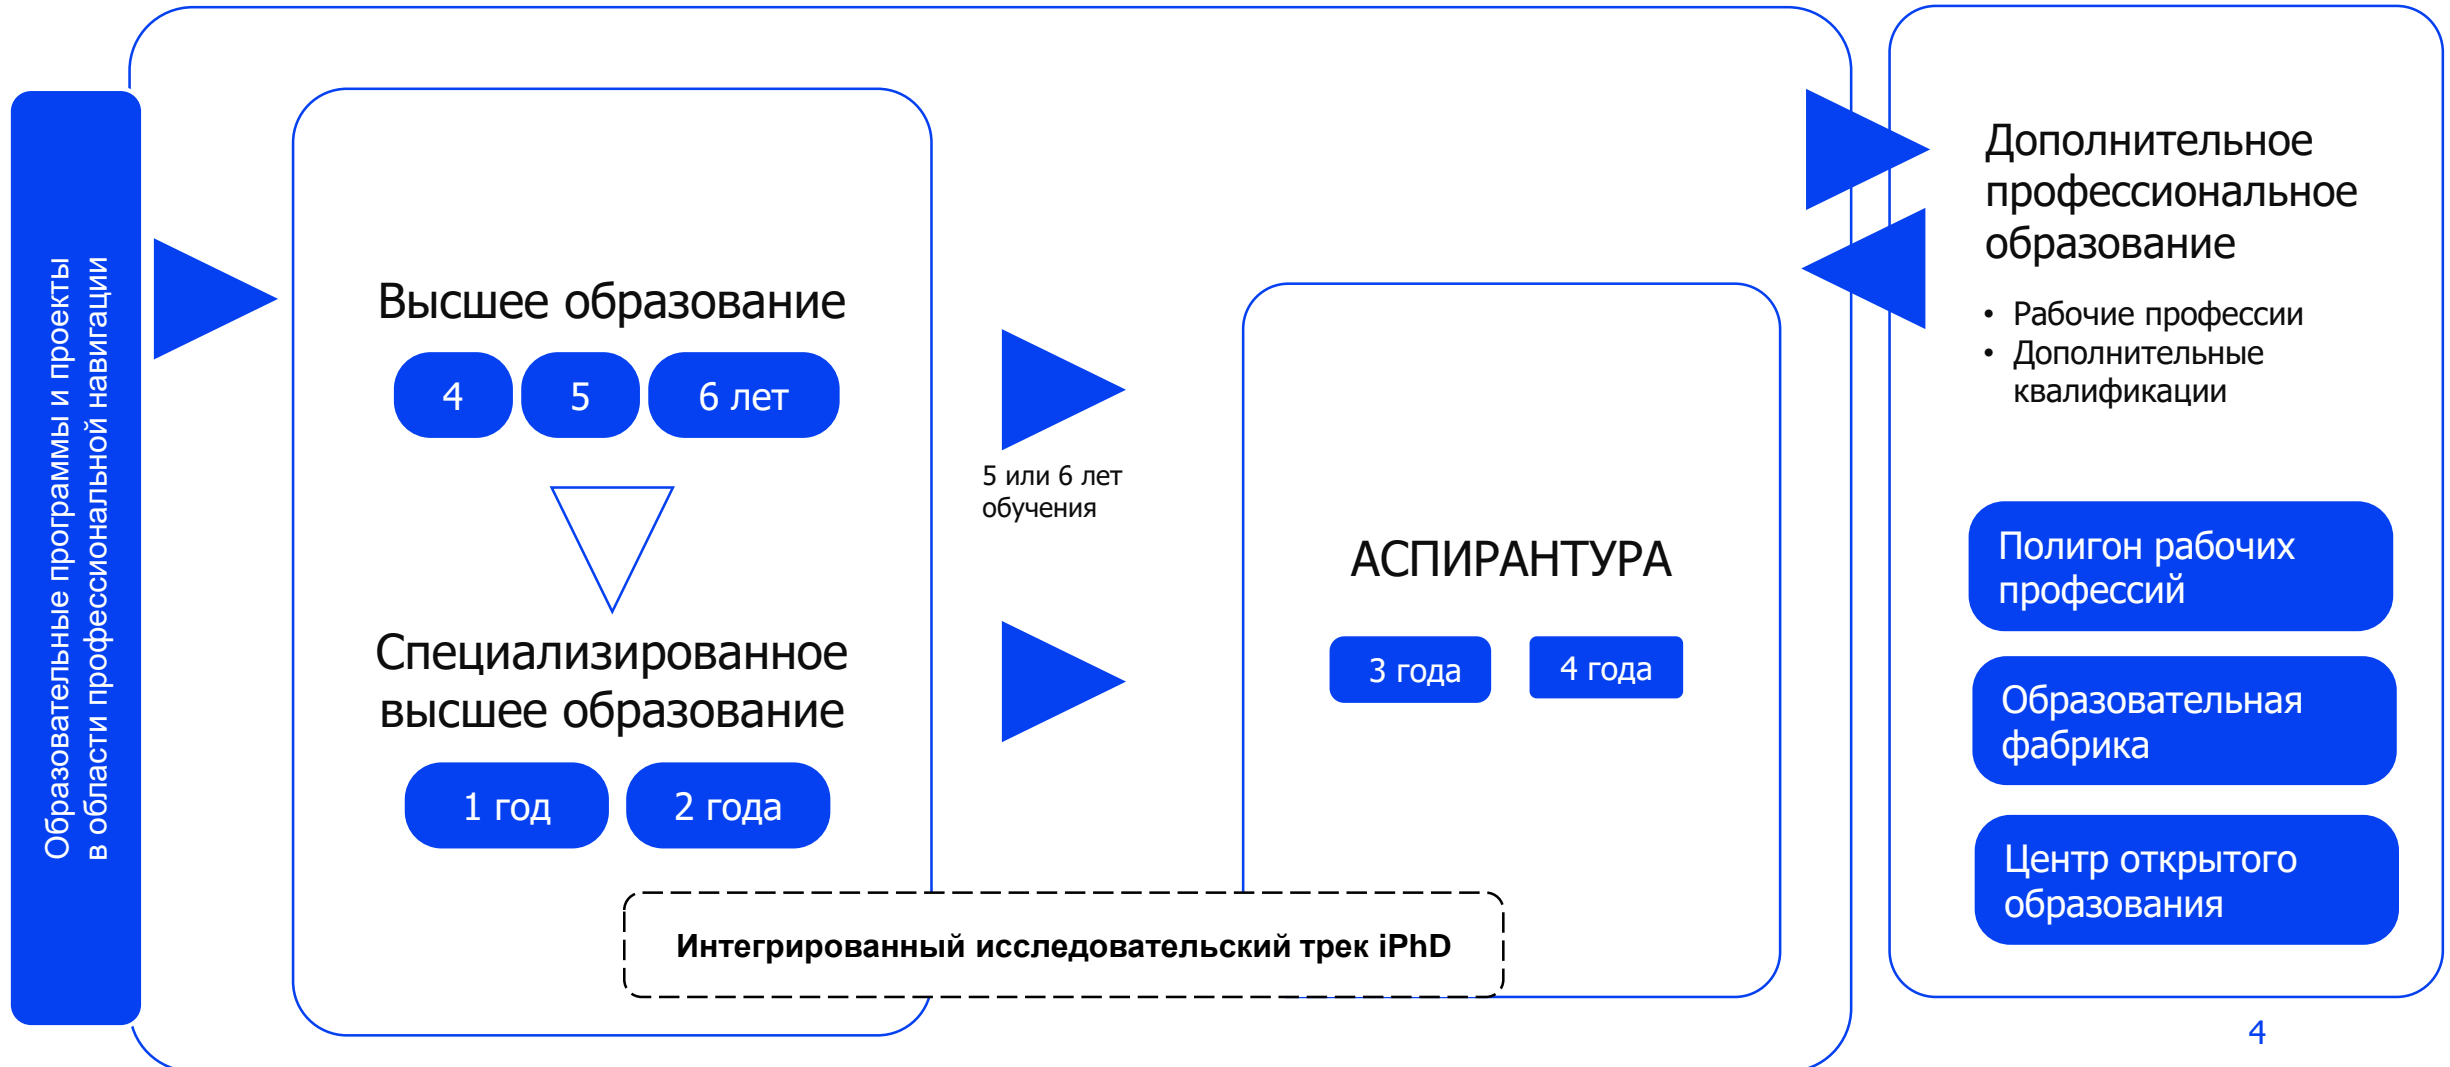 Образовательные программы и проекты
в области профессиональной навигации
Высшее образование
4
5
6 лет
Специализированное
высшее образование
1 год
2 года
5 или 6 лет
обучения
АСПИРАНТУРА
3 года
4 года
Интегрированный исследовательский трек iPhD
Дополнительное
профессиональное
образование
• Рабочие профессии
• Дополнительные
квалификации
Полигон рабочих
профессий
Образовательная
фабрика
Центр открытого
образования
4